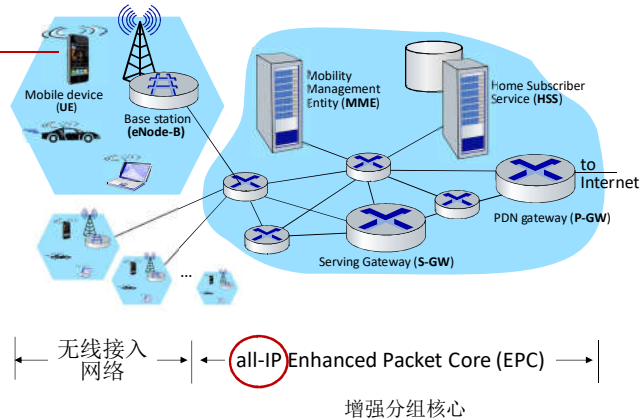 Mobile device
(UE)
Base station
(eNode-B)
Mobility
Management
Entity (MME)
Home Subscriber
Service (HSS)
to
Internet
PDN gateway (P-GW)
Serving Gateway (S-GW)
...
无线接入
网络
all-IP Enhanced Packet Core (EPC)
增强分组核心